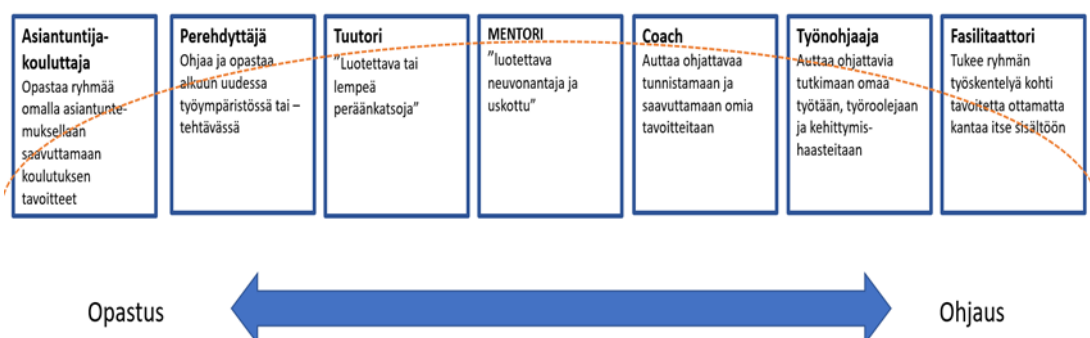 Asiantuntija-
kouluttaja
Opastaa ryhmää
omalla asiantunte-
muksellaan
saavuttamaan
koulutuksen
tavoitteet
Perehdyttäjä
Ohjaa ja opastaa
alkuun uudessa
työympäristössä tai –
tehtävässä
Tuutori
”Luotettava tai
lempeä
peräänkatsoja”
MENTORI
”luotettava
neuvonantaja ja
uskottu”
Coach
Auttaa ohjattavaa
tunnistamaan ja
saavuttamaan omia
tavoitteitaan
Työnohjaaja
Auttaa ohjattavia
tutkimaan omaa
työtään, työroolejaan
ja kehittymis-
haasteitaan
Fasilitaattori
Tukee ryhmän
työskentelyä kohti
tavoitetta ottamatta
kantaa itse sisältöön
Opastus
Ohjaus